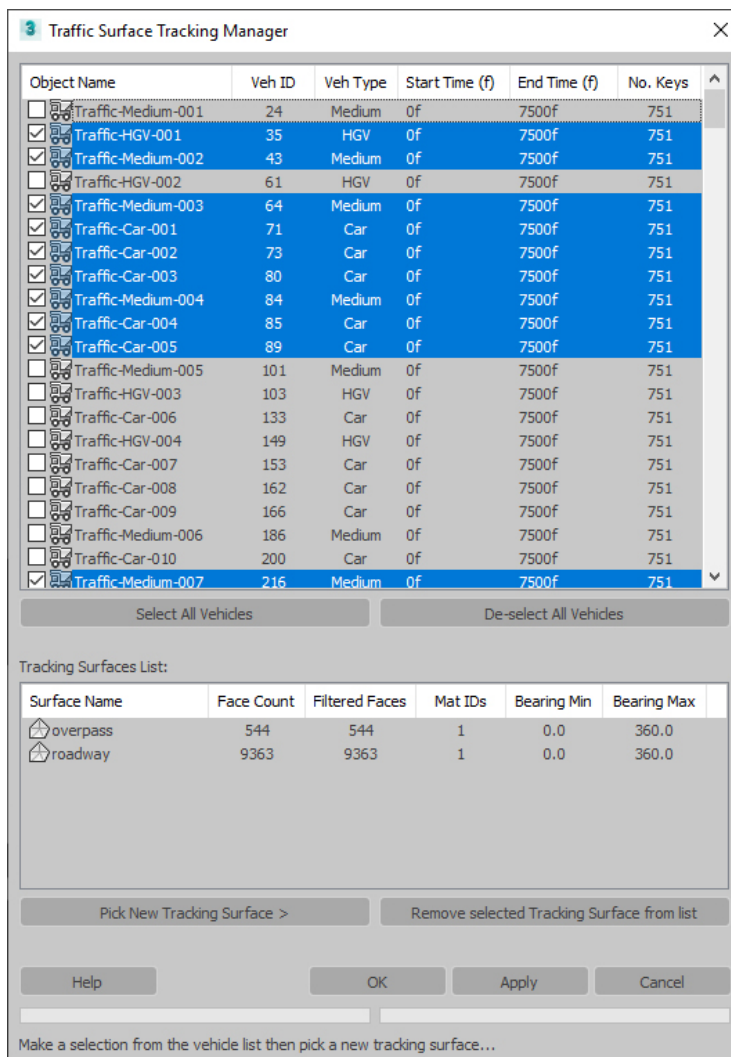 3 Traffic Surface Tracking Manager
Object Name Veh ID Veh Type Start Time (f) End Time (f) No. Keys
Traffic-Medium-001 24 Medium 0f 7500f 751
Traffic-HGV-001 35 HGV 0f 7500f 751
Traffic-Medium-002 43 Medium 0f 7500f 751
Traffic-HGV-002 61 HGV 0f 7500f 751
Traffic-Medium-003 64 Medium 0f 7500f 751
Traffic-Car-001 71 Car 0f 7500f 751
Traffic-Car-002 73 Car 0f 7500f 751
Traffic-Car-003 80 Car 0f 7500f 751
Traffic-Medium-004 84 Medium 0f 7500f 751
Traffic-Car-004 85 Car 0f 7500f 751
Traffic-Car-005 89 Car 0f 7500f 751
Traffic-Medium-005 101 Medium 0f 7500f 751
Traffic-HGV-003 103 HGV 0f 7500f 751
Traffic-Car-006 133 Car 0f 7500f 751
Traffic-HGV-004 149 HGV 0f 7500f 751
Traffic-Car-007 153 Car 0f 7500f 751
Traffic-Car-008 162 Car 0f 7500f 751
Traffic-Car-009 166 Car 0f 7500f 751
Traffic-Medium-006 186 Medium 0f 7500f 751
Traffic-Car-010 200 Car 0f 7500f 751
Traffic-Medium-007 216 Medium 0f 7500f 751
Select All Vehicles De-select All Vehicles
Tracking Surfaces List:
Surface Name Face Count Filtered Faces Mat IDs Bearing Min Bearing Max
overpass 544 544 1 0.0 360.0
roadway 9363 9363 1 0.0 360.0
Pick New Tracking Surface > Remove selected Tracking Surface from list
Help OK Apply Cancel
Make a selection from the vehicle list then pick a new tracking surface...